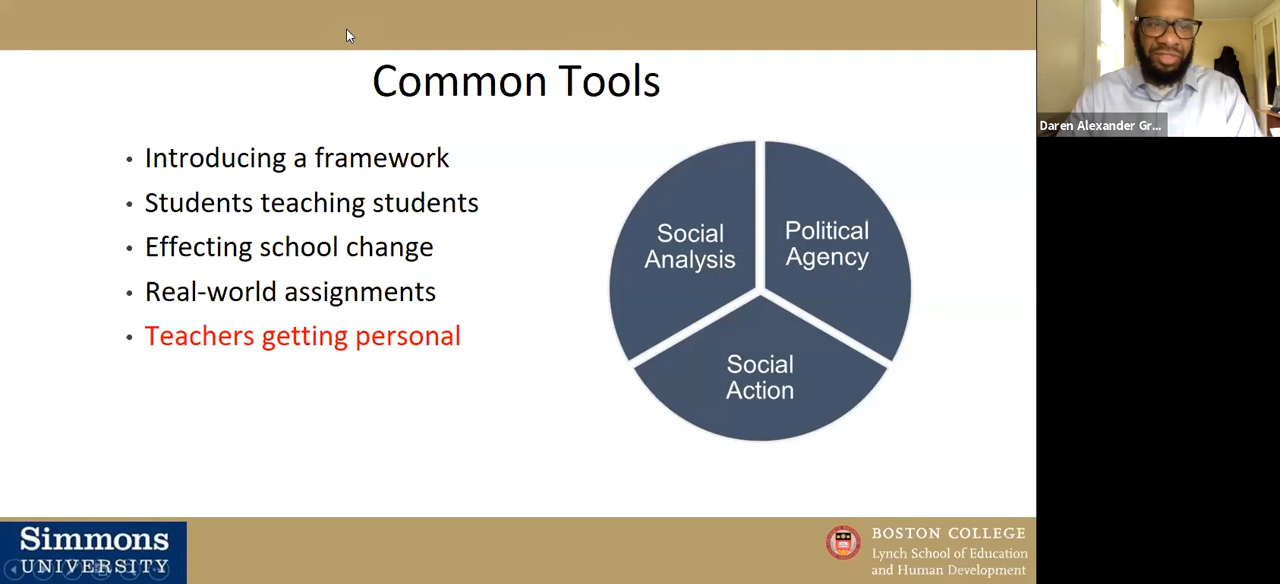 Common Tools
• Introducing a framework
• Students teaching students
• Effecting school change
• Real-world assignments
• Teachers getting personal
Social
Analysis
Political
Agency
Social
Action
Simmons
UNIVERSITY
BOSTON COLLEGE
Lynch School of Education
and Human Development
Daren Alexander Gr...